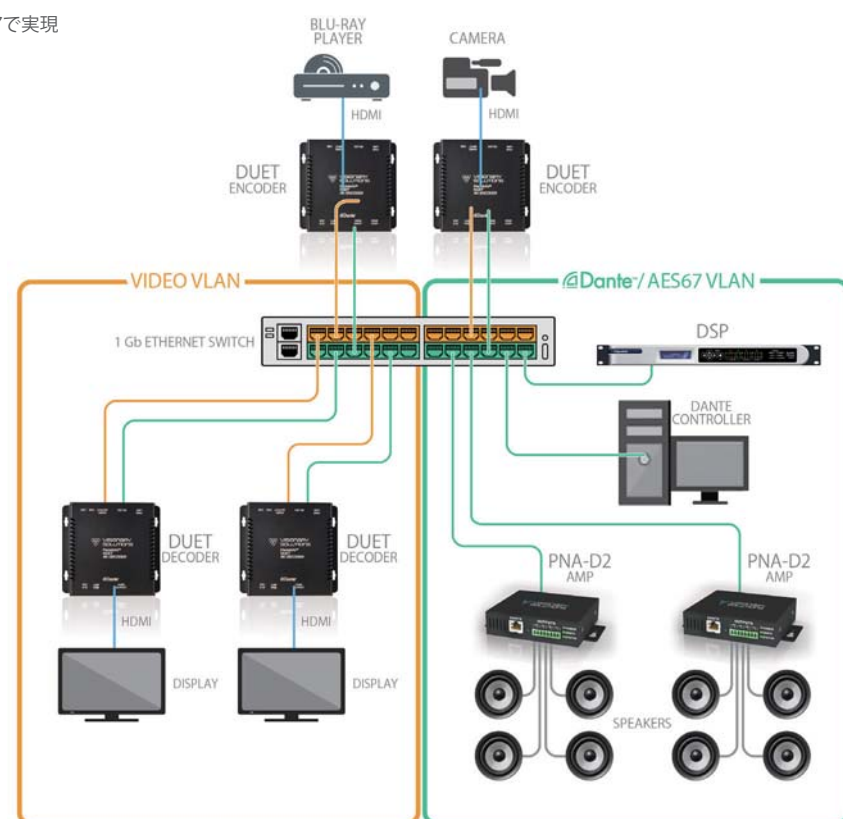 で実現
BLU-RAY
PLAYER
CAMERA
HDMI
HDMI
DUET
ENCODER
DUET
ENCODER
VIDEO VLAN
Dante™/ AES67 VLAN
1 Gb ETHERNET SWITCH
DSP
DANTE
CONTROLLER
DUET
DECODER
DUET
DECODER
PNA-D2
AMP
PNA-D2
AMP
HDMI
HDMI
DISPLAY
DISPLAY
SPEAKERS